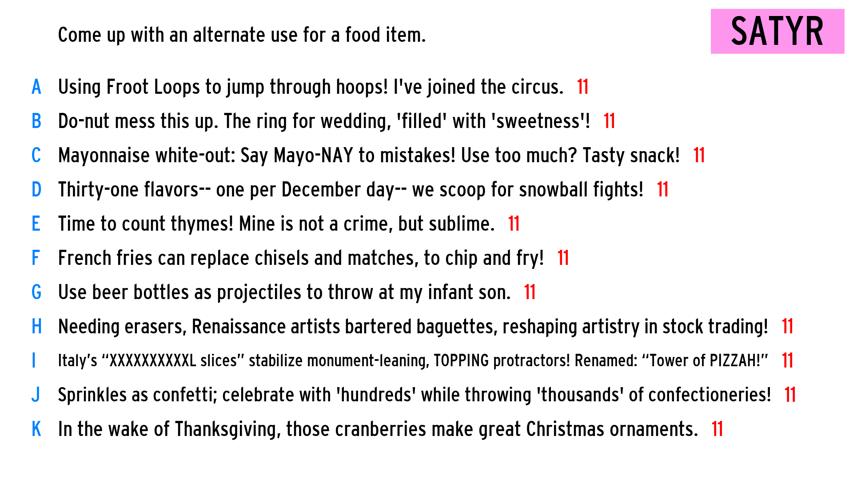 Come up with an alternate use for a food item.
SATYR
A Using Froot Loops to jump through hoops! I've joined the circus. 11
B Do-nut mess this up. The ring for wedding, 'filled' with 'sweetness'! 11
C Mayonnaise white-out: Say Mayo-NAY to mistakes! Use too much? Tasty snack! 11
D Thirty-one flavors-- one per December day-- we scoop for snowball fights! 11
E Time to count thymes! Mine is not a crime, but sublime. 11
F French fries can replace chisels and matches, to chip and fry! 11
G Use beer bottles as projectiles to throw at my infant son. 11
H Needing erasers, Renaissance artists bartered baguettes, reshaping artistry in stock trading! 11
I Italy's “XXXXXXXXXXL slices” stabilize monument-leaning, TOPPING protractors! Renamed: “Tower of PIZZAH!” 11
J Sprinkles as confetti; celebrate with 'hundreds' while throwing 'thousands' of confectioneries! 11
K In the wake of Thanksgiving, those cranberries make great Christmas ornaments. 11